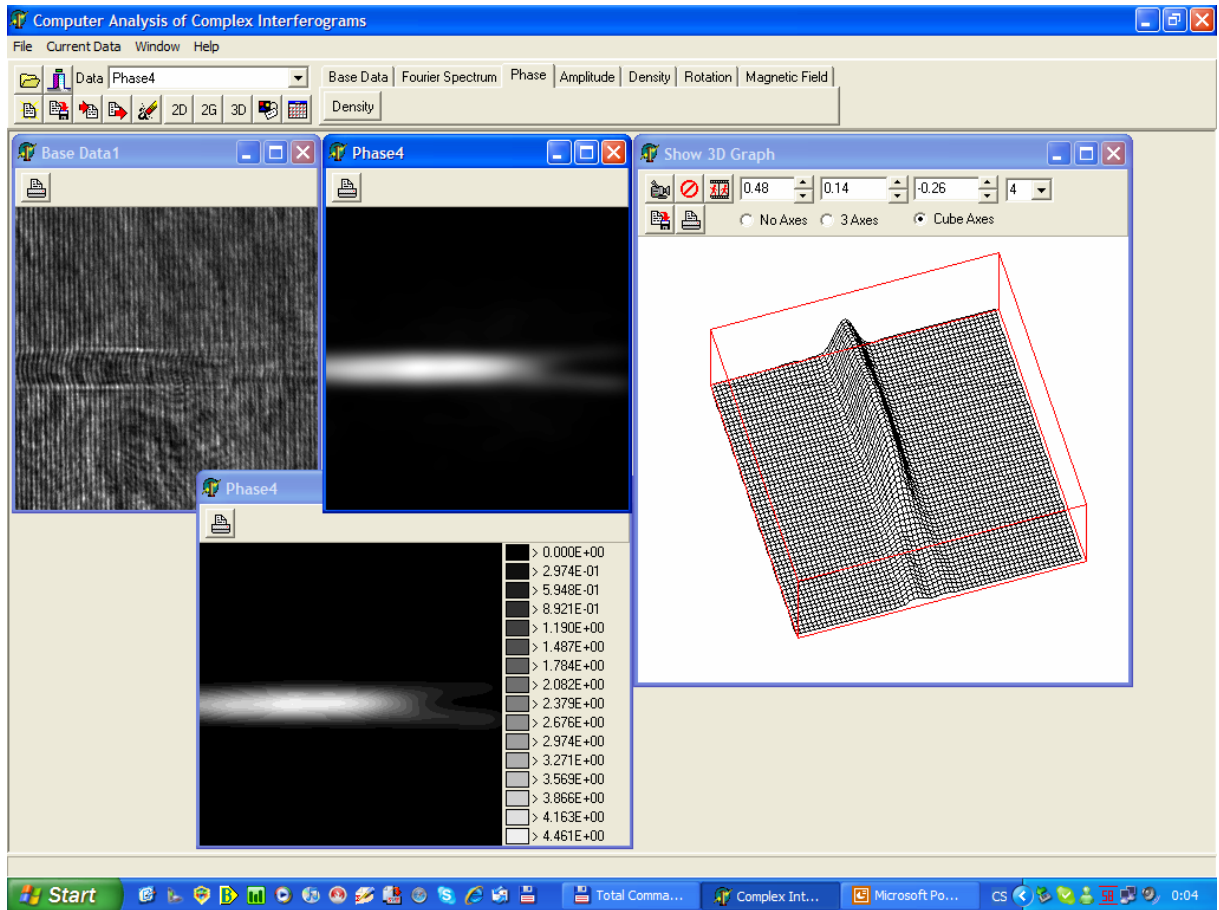 Computer Analysis of Complex Interferograms
File Current Data Window Help
Data Phase4
Base Data Fourier Spectrum Phase Amplitude Density Rotation Magnetic Field
2D 2G 3D
Density
Base Data1
Phase4
Show 3D Graph
0.48 0.14 -0.26 4
No Axes 3 Axes Cube Axes
Phase4
> 0.000E+00
> 2.974E-01
> 5.948E-01
> 8.921E-01
> 1.190E+00
> 1.487E+00
> 1.784E+00
> 2.082E+00
> 2.379E+00
> 2.676E+00
> 2.974E+00
> 3.271E+00
> 3.569E+00
> 3.866E+00
> 4.163E+00
> 4.461E+00
Start Total Comma... Complex Int... Microsoft Po... CS 0:04